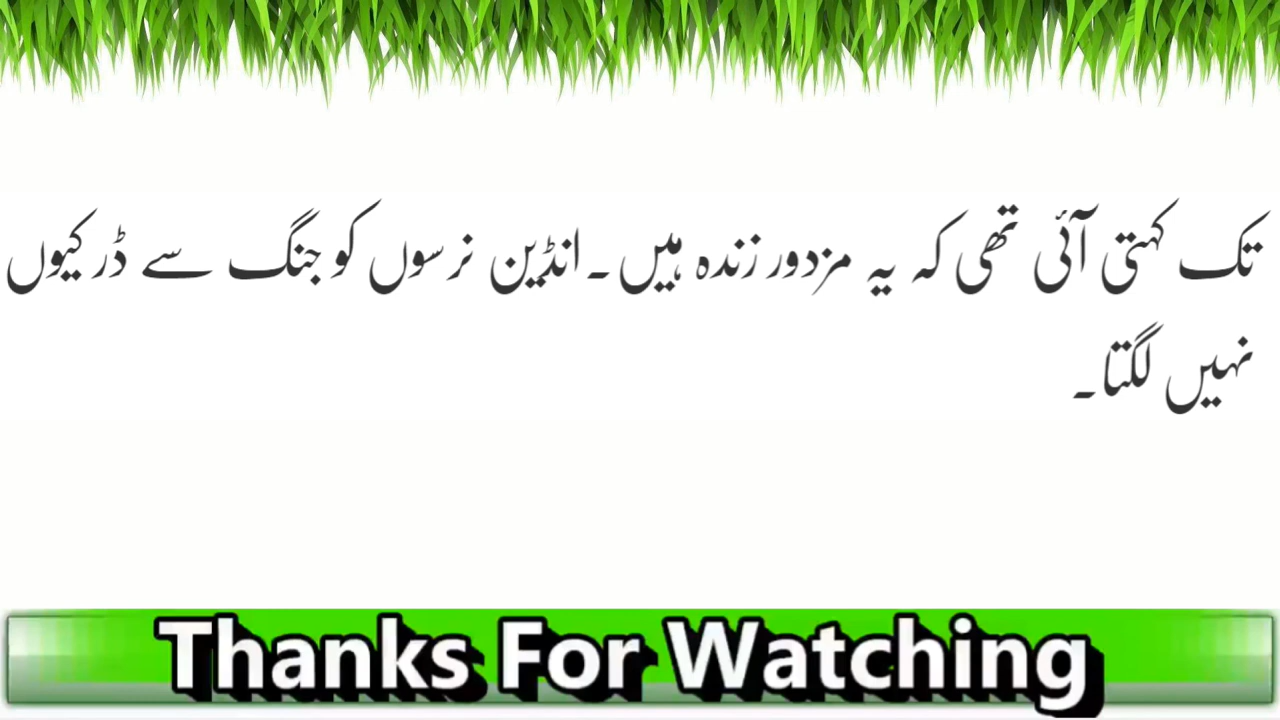 تک کہتی آئی تھی کہ یہ مزدور زندہ ہیں۔ انڈین نرسوں کو جنگ سے ڈر کیوں
نہیں لگتا۔
Thanks For Watching